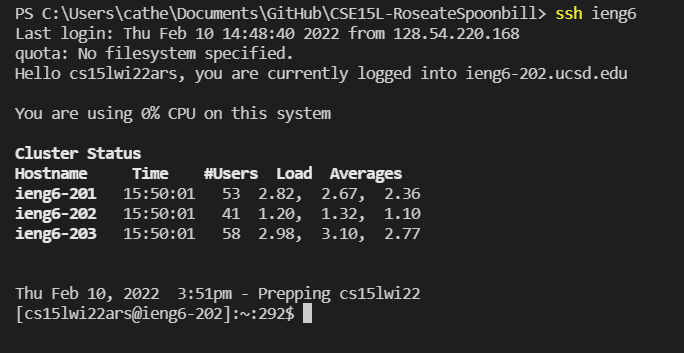 PS C:\Users\cathe\Documents\GitHub\CSE15L-RoseateSpoonbill> ssh ieng6
Last login: Thu Feb 10 14:48:40 2022 from 128.54.220.168
quota: No filesystem specified.
Hello cs15lwi22ars, you are currently logged into ieng6-202.ucsd.edu
You are using 0% CPU on this system
Cluster Status
Hostname     Time    #Users  Load  Averages
ieng6-201   15:50:01   53  2.82,  2.67,  2.36
ieng6-202   15:50:01   41  1.20,  1.32,  1.10
ieng6-203   15:50:01   58  2.98,  3.10,  2.77
Thu Feb 10, 2022  3:51pm - Prepping cs15lwi22
[cs15lwi22ars@ieng6-202]:~:292$